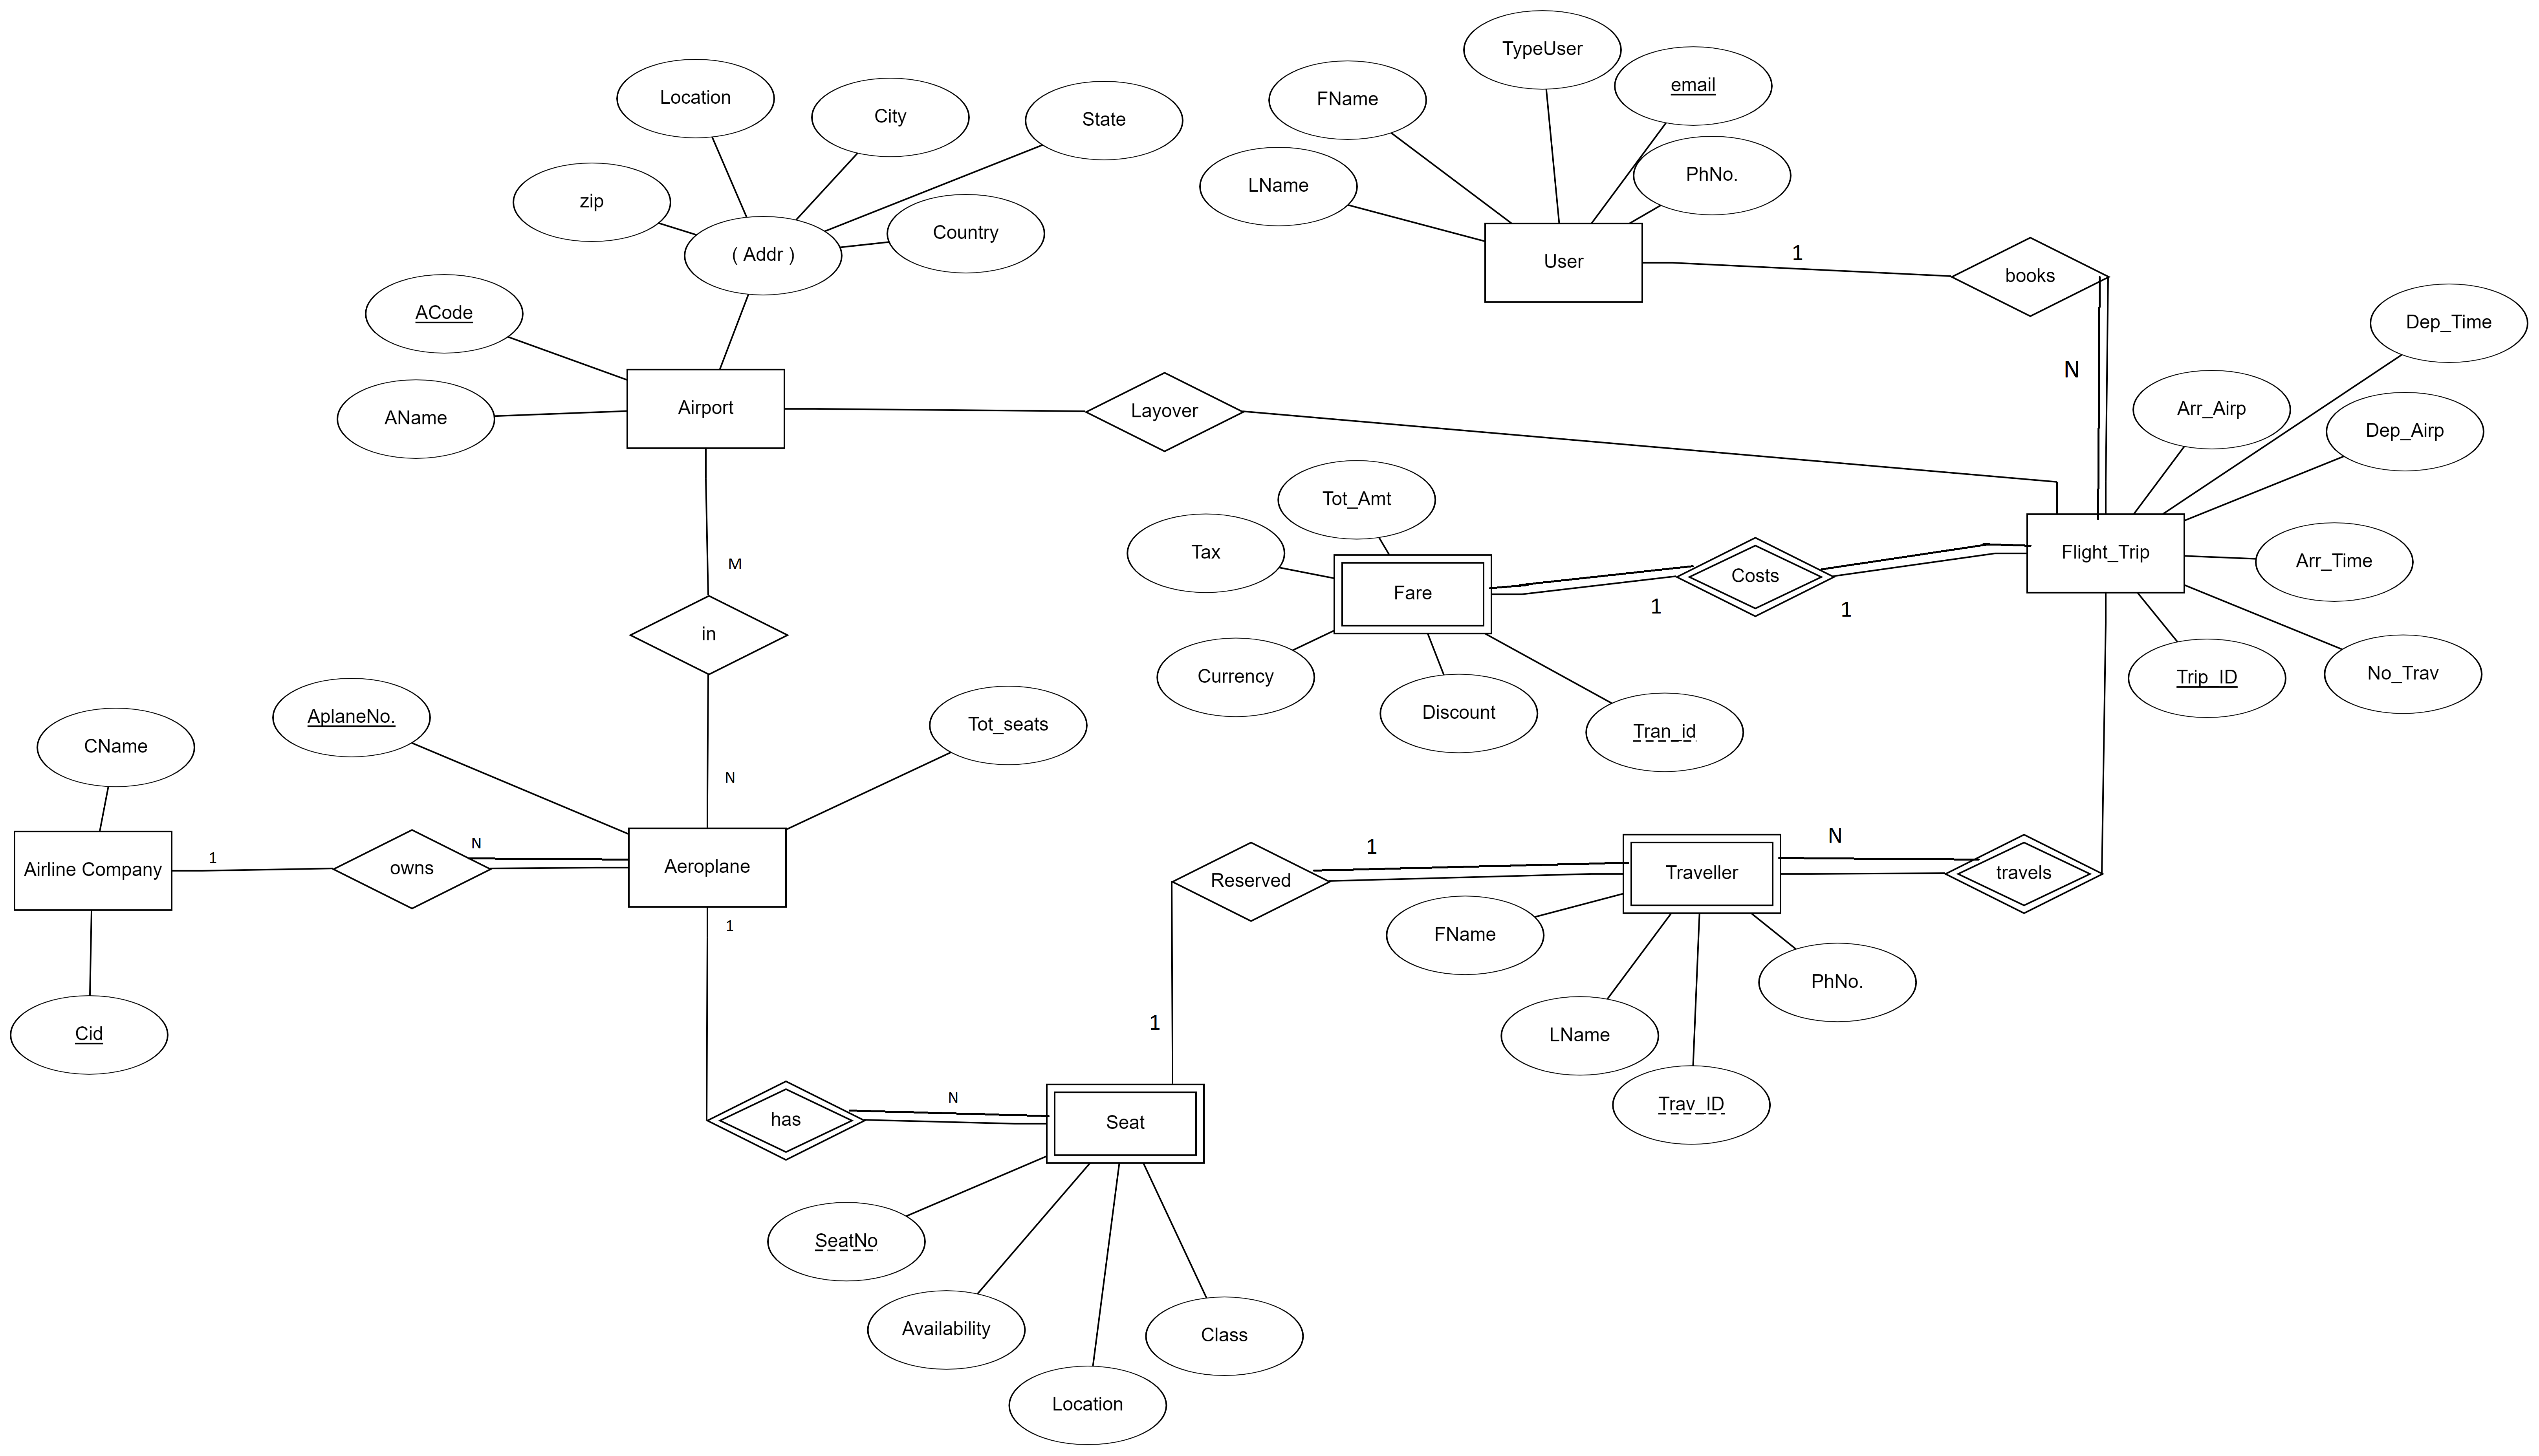 TypeUser
email
FName
Location
City
State
PhNo.
LName
zip
Country
( Addr )
User
1
books
ACode
Dep_Time
N
Airport
AName
Layover
Arr_Airp
Dep_Airp
Tot_Amt
Tax
Flight_Trip
Arr_Time
M
Costs
Fare
1
1
in
Currency
Trip_ID
No_Trav
Discount
Tran_id
AplaneNo.
Tot_seats
CName
N
N
1
N
1
Airline Company
owns
Aeroplane
Reserved
Traveller
travels
1
FName
PhNo.
1
Cid
LName
N
has
Seat
Trav_ID
SeatNo
Availability
Class
Location